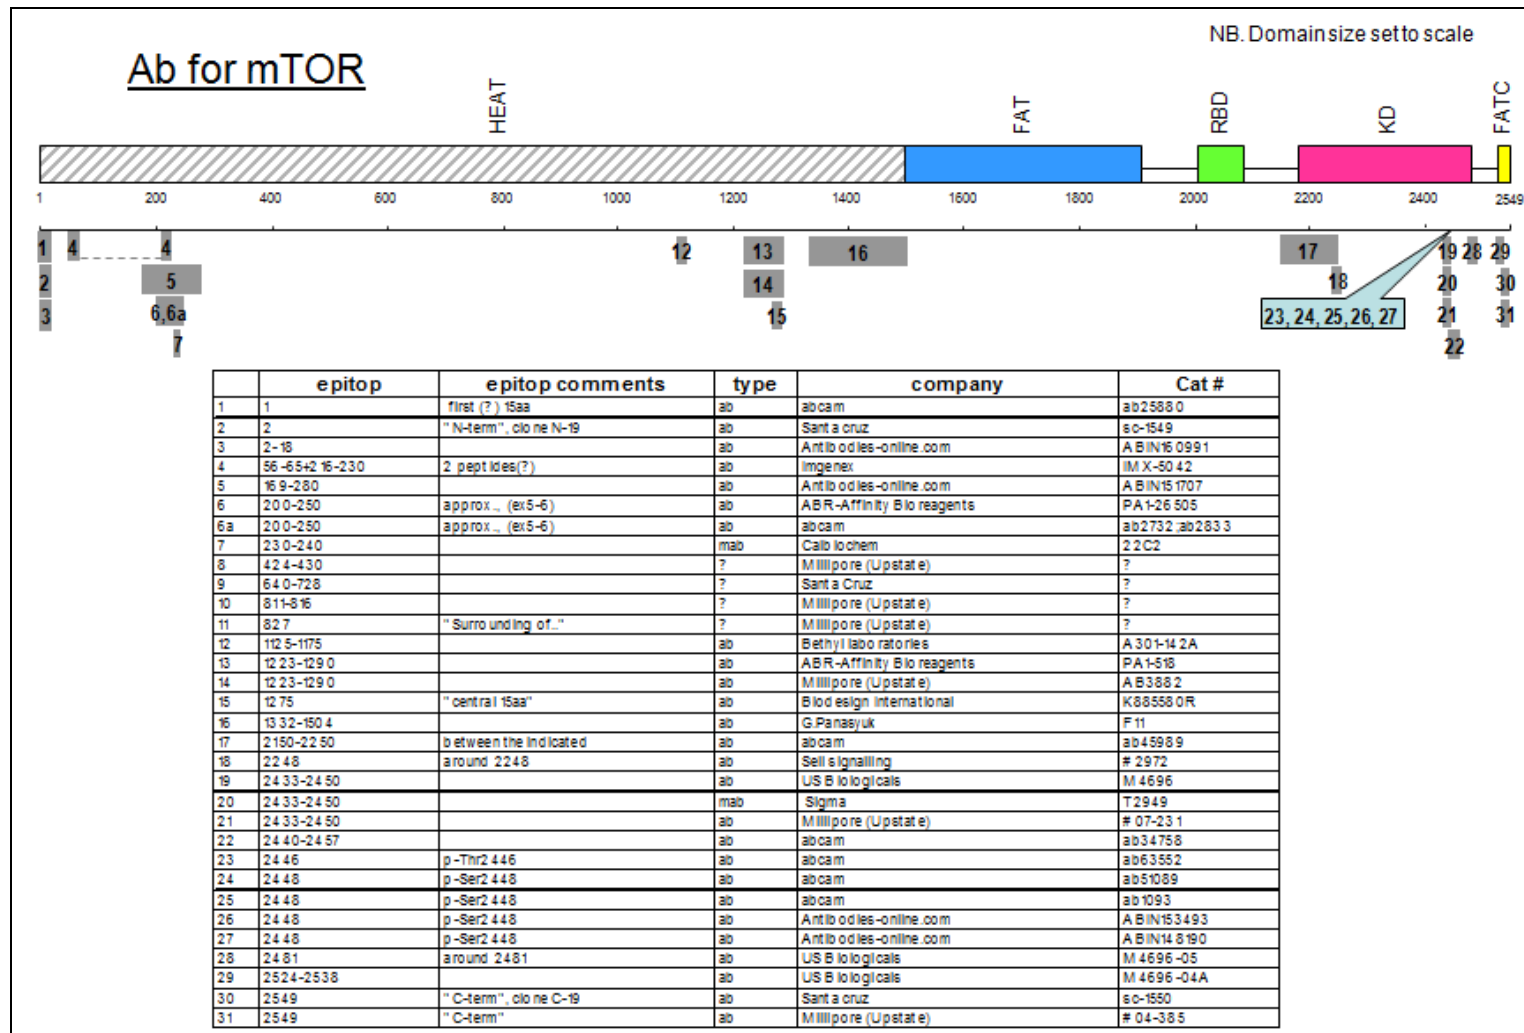 NB. Domain size set to scale
Ab for mTOR
HEAT
FAT
RBD
KD
FATC
1 200 400 600 800 1000 1200 1400 1600 1800 2000 2200 2400 2549
1 4 4 12 13 16 17 19 28 29
2 5 14 18 20 30
3 6,6a 15 23, 24, 25, 26, 27 21 31
7 22
epitop epitop comments type company Cat #
1 1 first (?) 15aa ab abcam ab25880
2 2 "N-term", clone N-19 ab Santa cruz sc-1549
3 2-18 ab Antibodies-online.com ABIN160991
4 56-65+216-230 2 peptides(?) ab Imgenex IMX-5042
5 169-280 ab Antibodies-online.com ABIN151707
6 200-250 approx.., (ex5-6) ab ABR-Affinity Bioreagents PA1-26505
6a 200-250 approx.., (ex5-6) ab abcam ab2732;ab2833
7 230-240 mab Calbiochem 22C2
8 424-430 ? Millipore (Upstate) ?
9 640-728 ? Santa Cruz ?
10 811-816 ? Millipore (Upstate) ?
11 827 "Surrounding of.." ? Millipore (Upstate) ?
12 1125-1175 ab Bethyl laboratories A301-142A
13 1223-1290 ab ABR-Affinity Bioreagents PA1-518
14 1223-1290 ab Millipore (Upstate) AB3882
15 1275 "central 15aa" ab Biodesign International K88558OR
16 1332-1504 ab G.Panasyuk F11
17 2150-2250 between the indicated ab abcam ab45989
18 2248 around 2248 ab Sell signalling # 2972
19 2433-2450 ab US Biologicals M4696
20 2433-2450 mab Sigma T2949
21 2433-2450 ab Millipore (Upstate) # 07-231
22 2440-2457 ab abcam ab34758
23 2446 p-Thr2446 ab abcam ab63552
24 2448 p-Ser2448 ab abcam ab51089
25 2448 p-Ser2448 ab abcam ab1093
26 2448 p-Ser2448 ab Antibodies-online.com ABIN153493
27 2448 p-Ser2448 ab Antibodies-online.com ABIN148190
28 2481 around 2481 ab US Biologicals M4696-05
29 2524-2538 ab US Biologicals M4696-04A
30 2549 "C-term", clone C-19 ab Santa cruz sc-1550
31 2549 "C-term" ab Millipore (Upstate) # 04-385